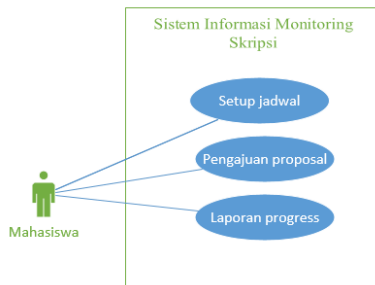 Sistem Informasi Monitoring
Skripsi
Setup jadwal
Pengajuan proposal
Laporan progress
Mahasiswa